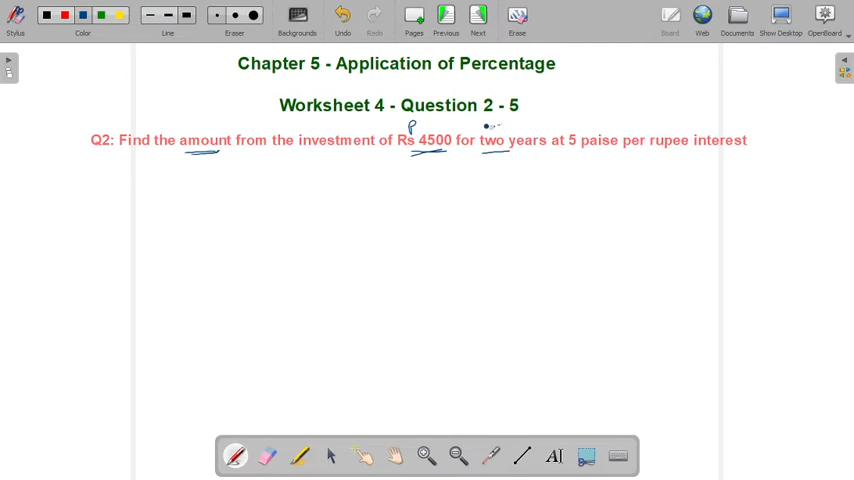 Stylus
Color
Line
Eraser
Backgrounds
Undo
Redo
Pages
Previous
Next
Erase
Board
Web
Documents
Show Desktop
OpenBoard
Chapter 5 - Application of Percentage
Worksheet 4 - Question 2 - 5
P
Q2: Find the amount from the investment of Rs 4500 for two years at 5 paise per rupee interest
AI